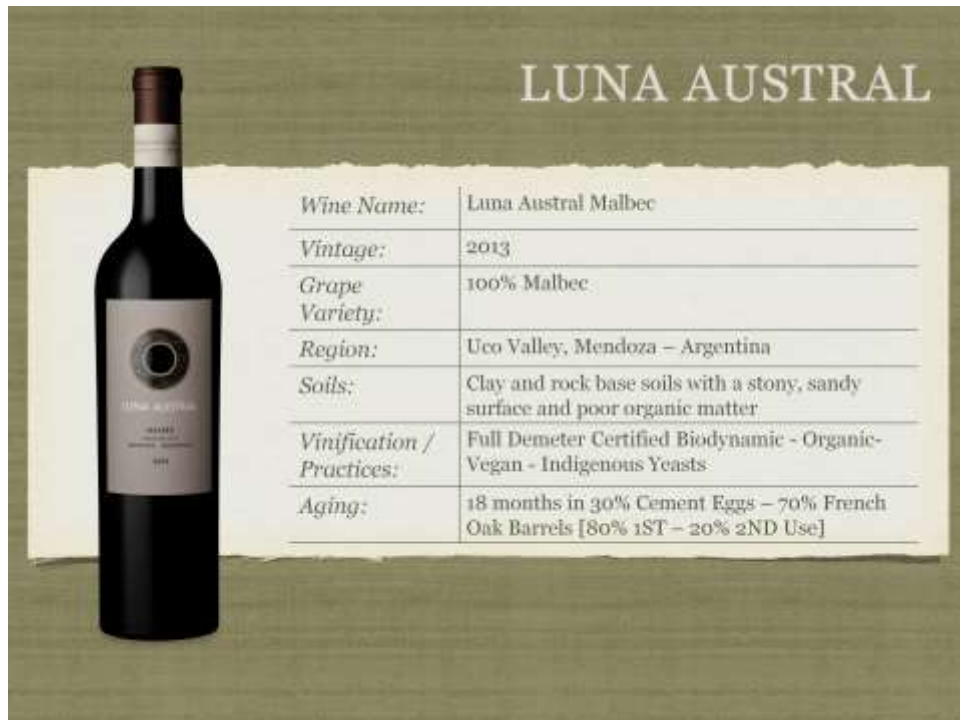 LUNA AUSTRAL
Wine Name: Luna Austral Malbec
Vintage: 2013
Grape
Variety: 100% Malbec
Region: Uco Valley, Mendoza – Argentina
Soils: Clay and rock base soils with a stony, sandy
surface and poor organic matter
Vinification /
Practices: Full Demeter Certified Biodynamic - Organic-
Vegan - Indigenous Yeasts
Aging: 18 months in 30% Cement Eggs – 70% French
Oak Barrels [80% 1ST – 20% 2ND Use]
LUNA AUSTRAL
MALBEC